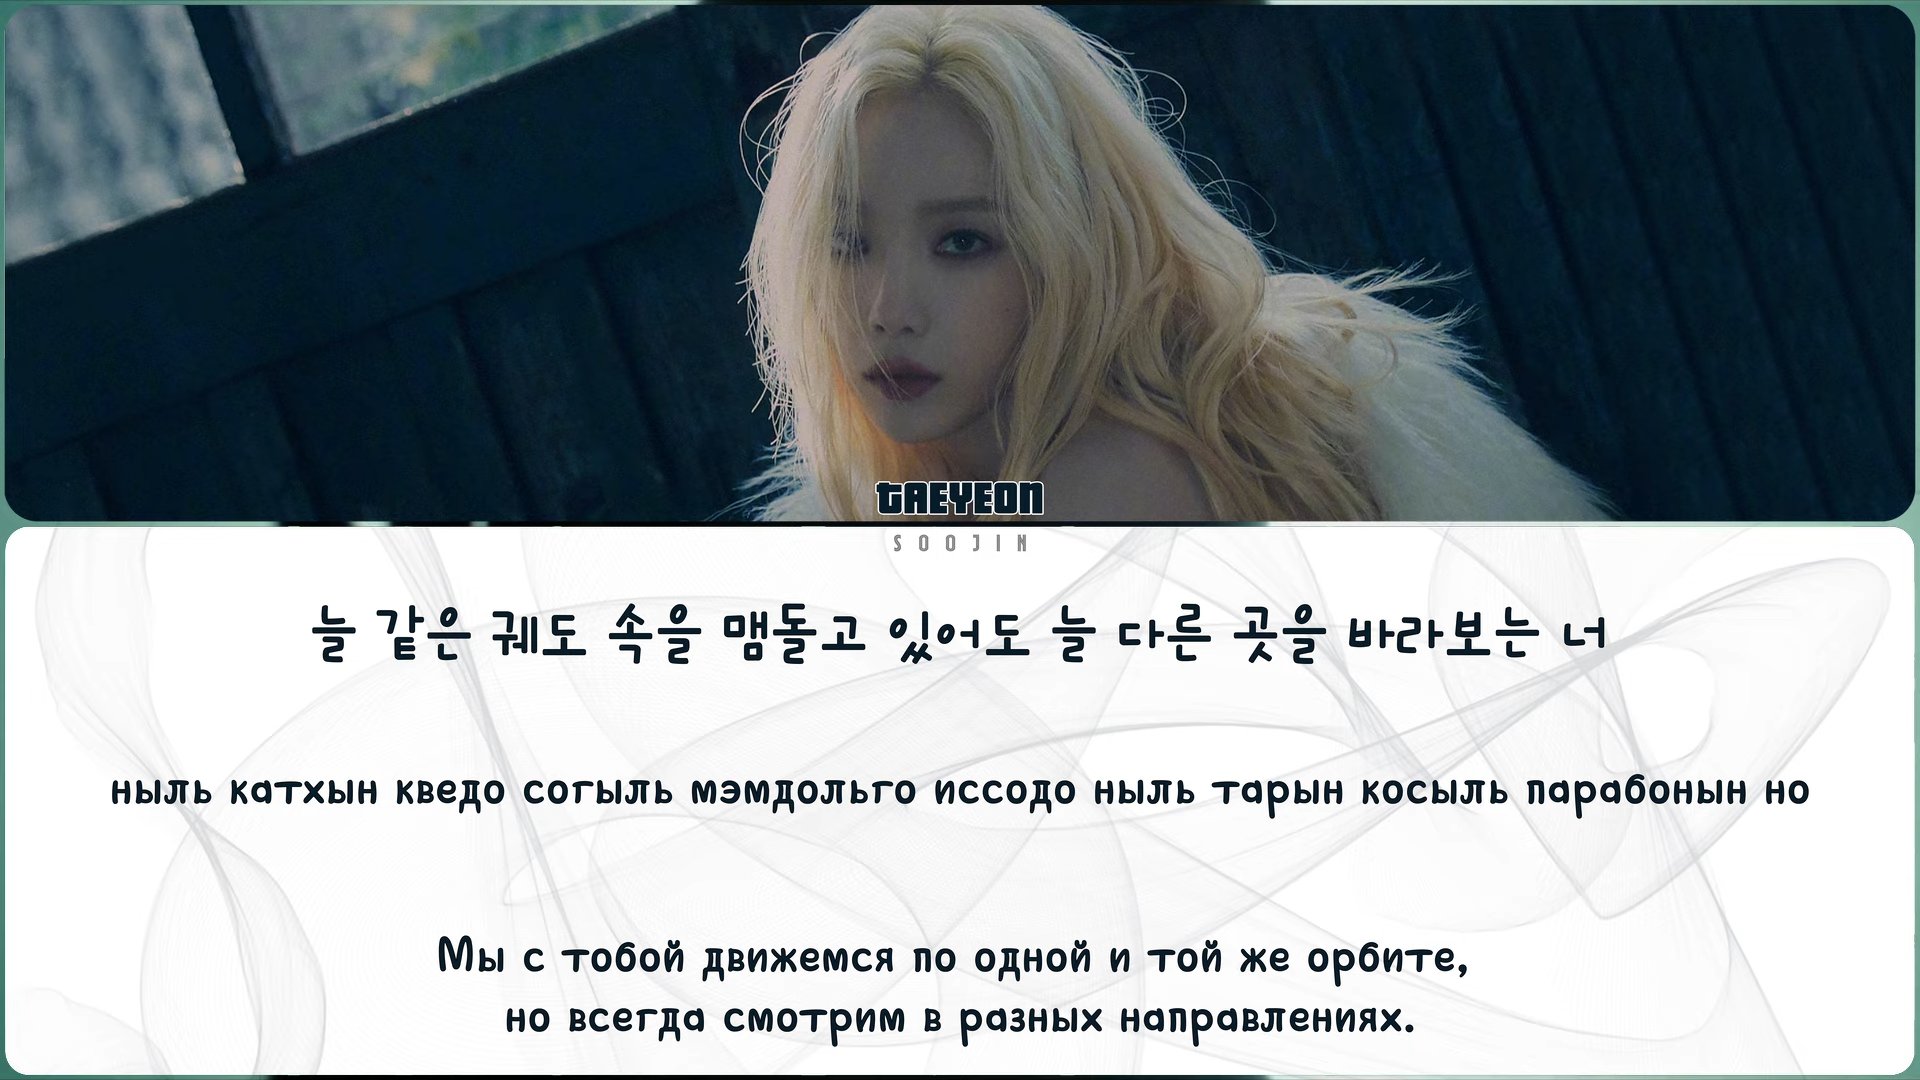 tAEYEON
SOOJIN
늘 같은 궤도 속을 맴돌고 있어도 늘 다른 곳을 바라보는 너
ныль катхын кведо согыль мэмдольго иссодо ныль тарын косыль парабонын но
Мы с тобой движемся по одной и той же орбите,
но всегда смотрим в разных направлениях.